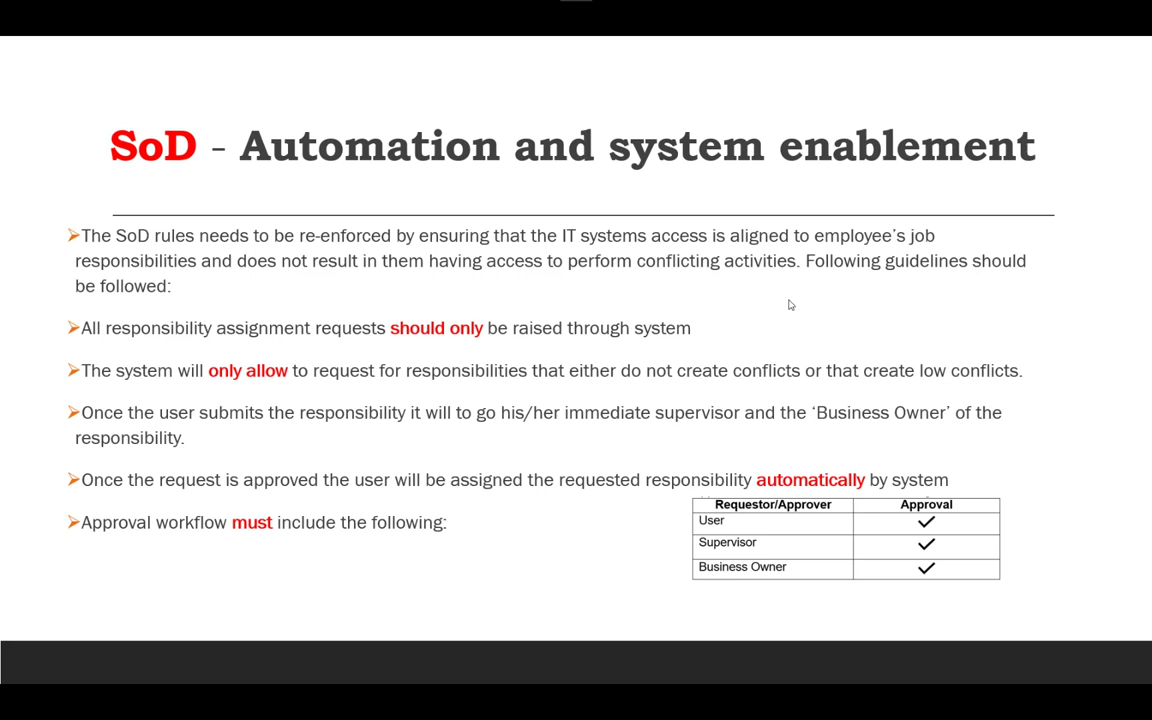 SoD - Automation and system enablement
➢The SoD rules needs to be re-enforced by ensuring that the IT systems access is aligned to employee’s job
responsibilities and does not result in them having access to perform conflicting activities. Following guidelines should
be followed:
➢All responsibility assignment requests should only be raised through system
➢The system will only allow to request for responsibilities that either do not create conflicts or that create low conflicts.
➢Once the user submits the responsibility it will to go his/her immediate supervisor and the ‘Business Owner’ of the
responsibility.
➢Once the request is approved the user will be assigned the requested responsibility automatically by system
➢Approval workflow must include the following:
Requestor/Approver Approval
User ✓
Supervisor ✓
Business Owner ✓